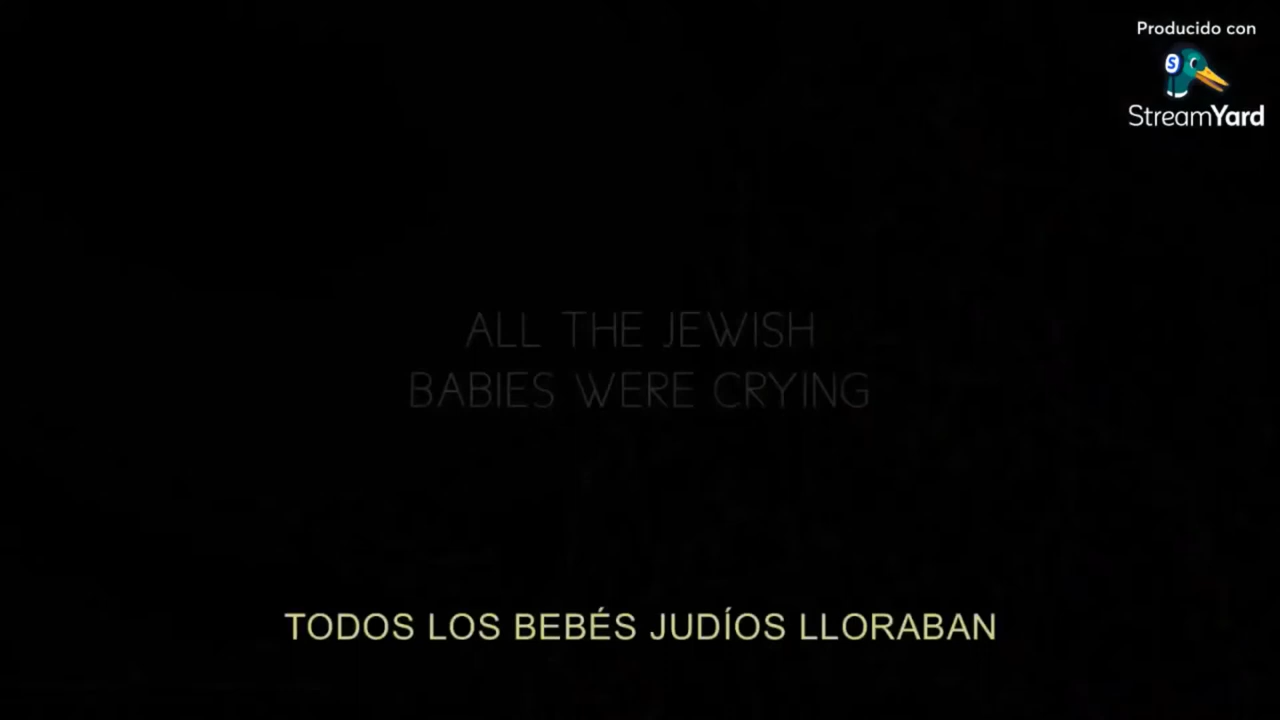 Producido con
StreamYard
ALL THE JEWISH
BABIES WERE CRYING
TODOS LOS BEBÉS JUDÍOS LLORABAN